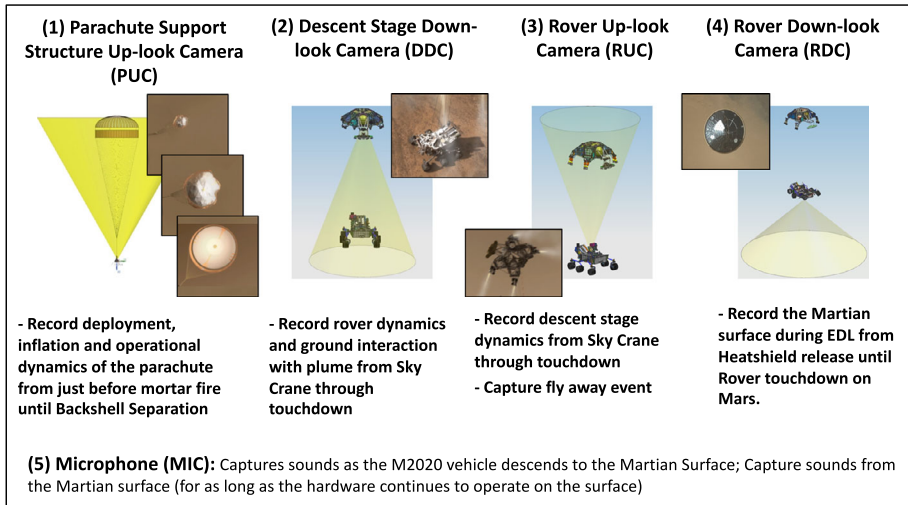 (1) Parachute Support
Structure Up-look Camera
(PUC)
(2) Descent Stage Down-
look Camera (DDC)
(3) Rover Up-look
Camera (RUC)
(4) Rover Down-look
Camera (RDC)
- Record deployment,
inflation and operational
dynamics of the parachute
from just before mortar fire
until Backshell Separation
- Record rover dynamics
and ground interaction
with plume from Sky
Crane through
touchdown
- Record descent stage
dynamics from Sky Crane
through touchdown
- Capture fly away event
- Record the Martian
surface during EDL from
Heatshield release until
Rover touchdown on
Mars.
(5) Microphone (MIC): Captures sounds as the M2020 vehicle descends to the Martian Surface; Capture sounds from
the Martian surface (for as long as the hardware continues to operate on the surface)